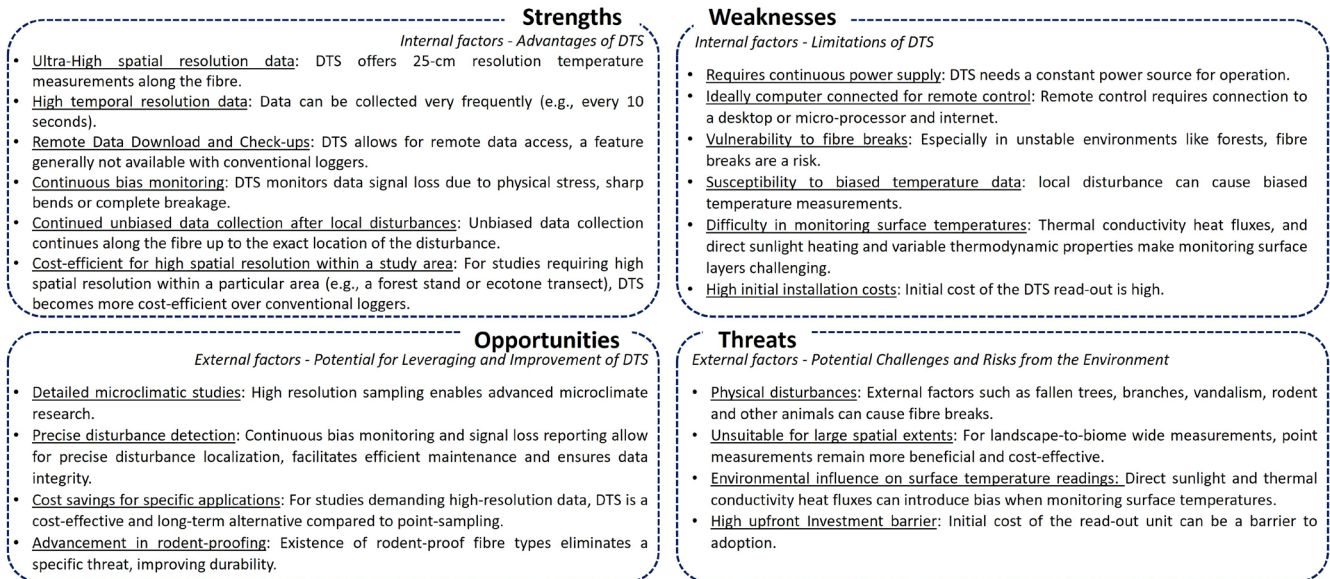 Strengths
Internal factors - Advantages of DTS
• Ultra-High spatial resolution data: DTS offers 25-cm resolution temperature
measurements along the fibre.
• High temporal resolution data: Data can be collected very frequently (e.g., every 10
seconds).
• Remote Data Download and Check-ups: DTS allows for remote data access, a feature
generally not available with conventional loggers.
• Continuous bias monitoring: DTS monitors data signal loss due to physical stress, sharp
bends or complete breakage.
• Continued unbiased data collection after local disturbances: Unbiased data collection
continues along the fibre up to the exact location of the disturbance.
• Cost-efficient for high spatial resolution within a study area: For studies requiring high
spatial resolution within a particular area (e.g., a forest stand or ecotone transect), DTS
becomes more cost-efficient over conventional loggers.
Weaknesses
Internal factors - Limitations of DTS
• Requires continuous power supply: DTS needs a constant power source for operation.
• Ideally computer connected for remote control: Remote control requires connection to
a desktop or micro-processor and internet.
• Vulnerability to fibre breaks: Especially in unstable environments like forests, fibre
breaks are a risk.
• Susceptibility to biased temperature data: local disturbance can cause biased
temperature measurements.
• Difficulty in monitoring surface temperatures: Thermal conductivity heat fluxes, and
direct sunlight heating and variable thermodynamic properties make monitoring surface
layers challenging.
• High initial installation costs: Initial cost of the DTS read-out is high.
Opportunities
External factors - Potential for Leveraging and Improvement of DTS
• Detailed microclimatic studies: High resolution sampling enables advanced microclimate
research.
• Precise disturbance detection: Continuous bias monitoring and signal loss reporting allow
for precise disturbance localization, facilitates efficient maintenance and ensures data
integrity.
• Cost savings for specific applications: For studies demanding high-resolution data, DTS is a
cost-effective and long-term alternative compared to point-sampling.
• Advancement in rodent-proofing: Existence of rodent-proof fibre types eliminates a
specific threat, improving durability.
Threats
External factors - Potential Challenges and Risks from the Environment
• Physical disturbances: External factors such as fallen trees, branches, vandalism, rodent
and other animals can cause fibre breaks.
• Unsuitable for large spatial extents: For landscape-to-biome wide measurements, point
measurements remain more beneficial and cost-effective.
• Environmental influence on surface temperature readings: Direct sunlight and thermal
conductivity heat fluxes can introduce bias when monitoring surface temperatures.
• High upfront Investment barrier: Initial cost of the read-out unit can be a barrier to
adoption.